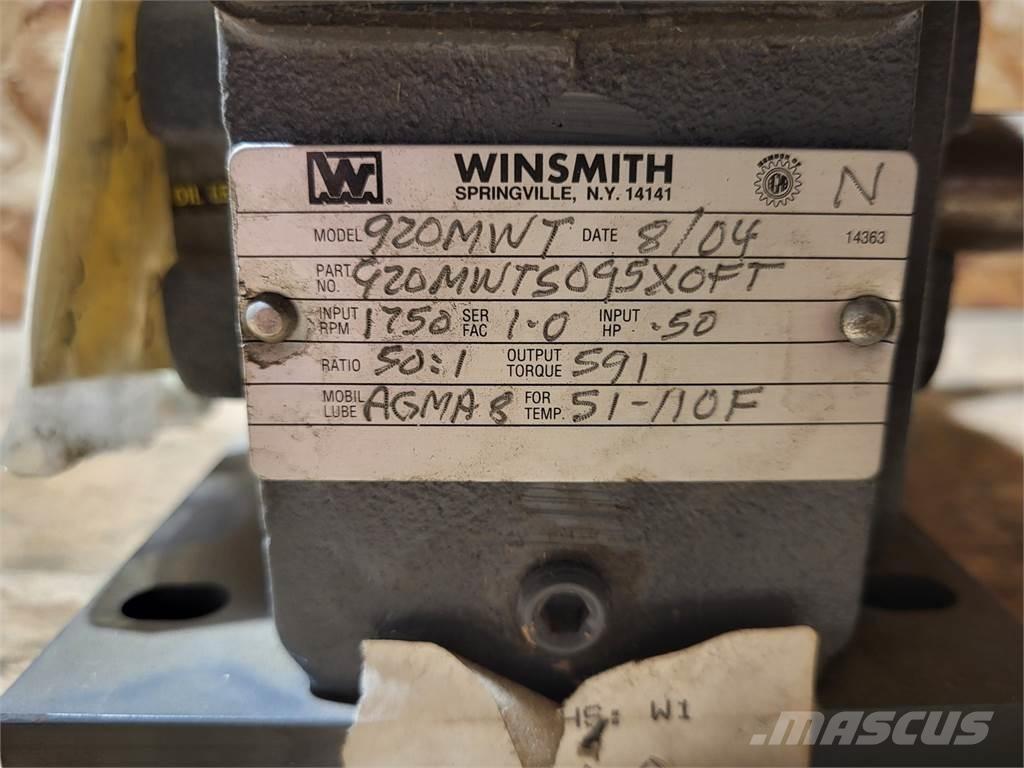 W WINSMITH N
SPRINGVILLE, N.Y. 14141
MEMBER OF
MODEL 920MWT DATE 8/04 14363
PART NO. 920MWTS095X0FT
INPUT RPM 1750 SER FAC 1.0 INPUT HP .50
RATIO 50:1 OUTPUT TORQUE 591
MOBIL LUBE AGMA 8 FOR TEMP. 51-110F
OIL
HS: W1
MASCUS